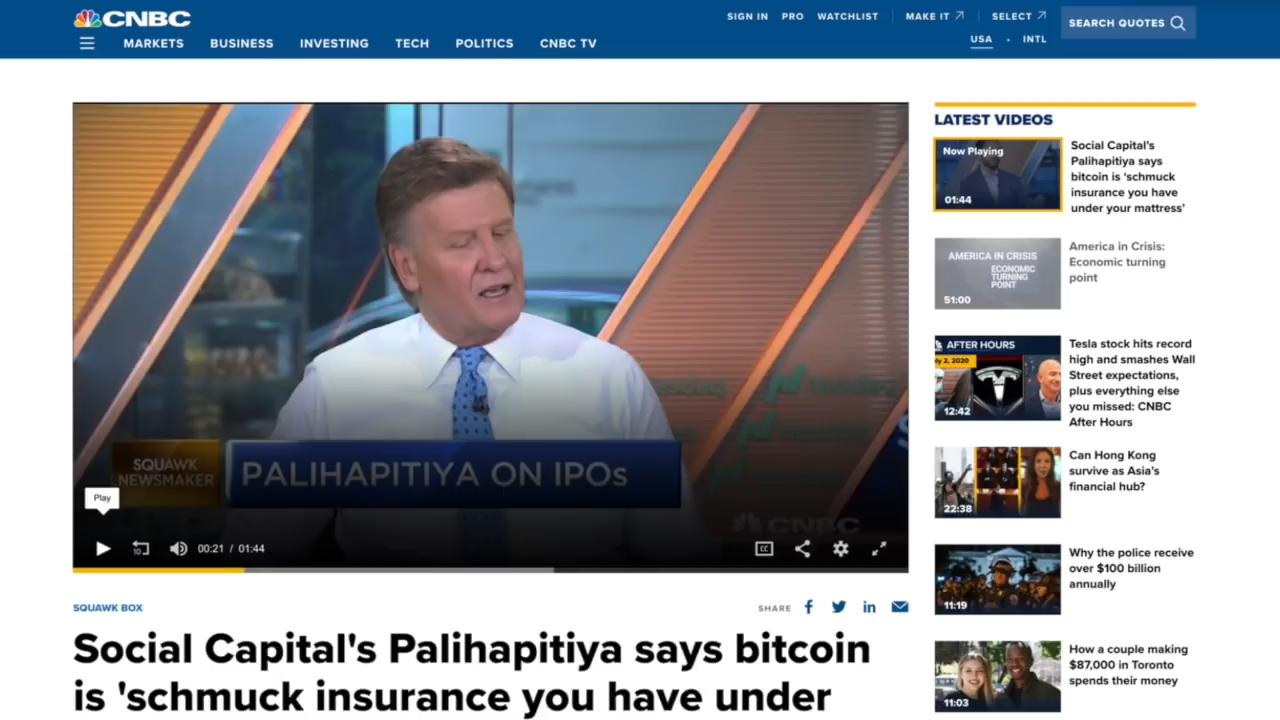 CNBC
SIGN IN PRO WATCHLIST MAKE IT SELECT
SEARCH QUOTES
USA · INTL
MARKETS BUSINESS INVESTING TECH POLITICS CNBC TV
SQUAWK
NEWSMAKER
PALIHAPITIYA ON IPOs
CNBC
Play
10
00:21 / 01:44
CC
SQUAWK BOX
SHARE
Social Capital's Palihapitiya says bitcoin
is 'schmuck insurance you have under
LATEST VIDEOS
Now Playing
01:44
Social Capital's
Palihapitiya says
bitcoin is 'schmuck
insurance you have
under your mattress'
AMERICA IN CRISIS
ECONOMIC
TURNING
POINT
51:00
America in Crisis:
Economic turning
point
AFTER HOURS
ly 2, 2020
12:42
Tesla stock hits record
high and smashes Wall
Street expectations,
plus everything else
you missed: CNBC
After Hours
22:38
Can Hong Kong
survive as Asia's
financial hub?
11:19
Why the police receive
over $100 billion
annually
11:03
How a couple making
$87,000 in Toronto
spends their money